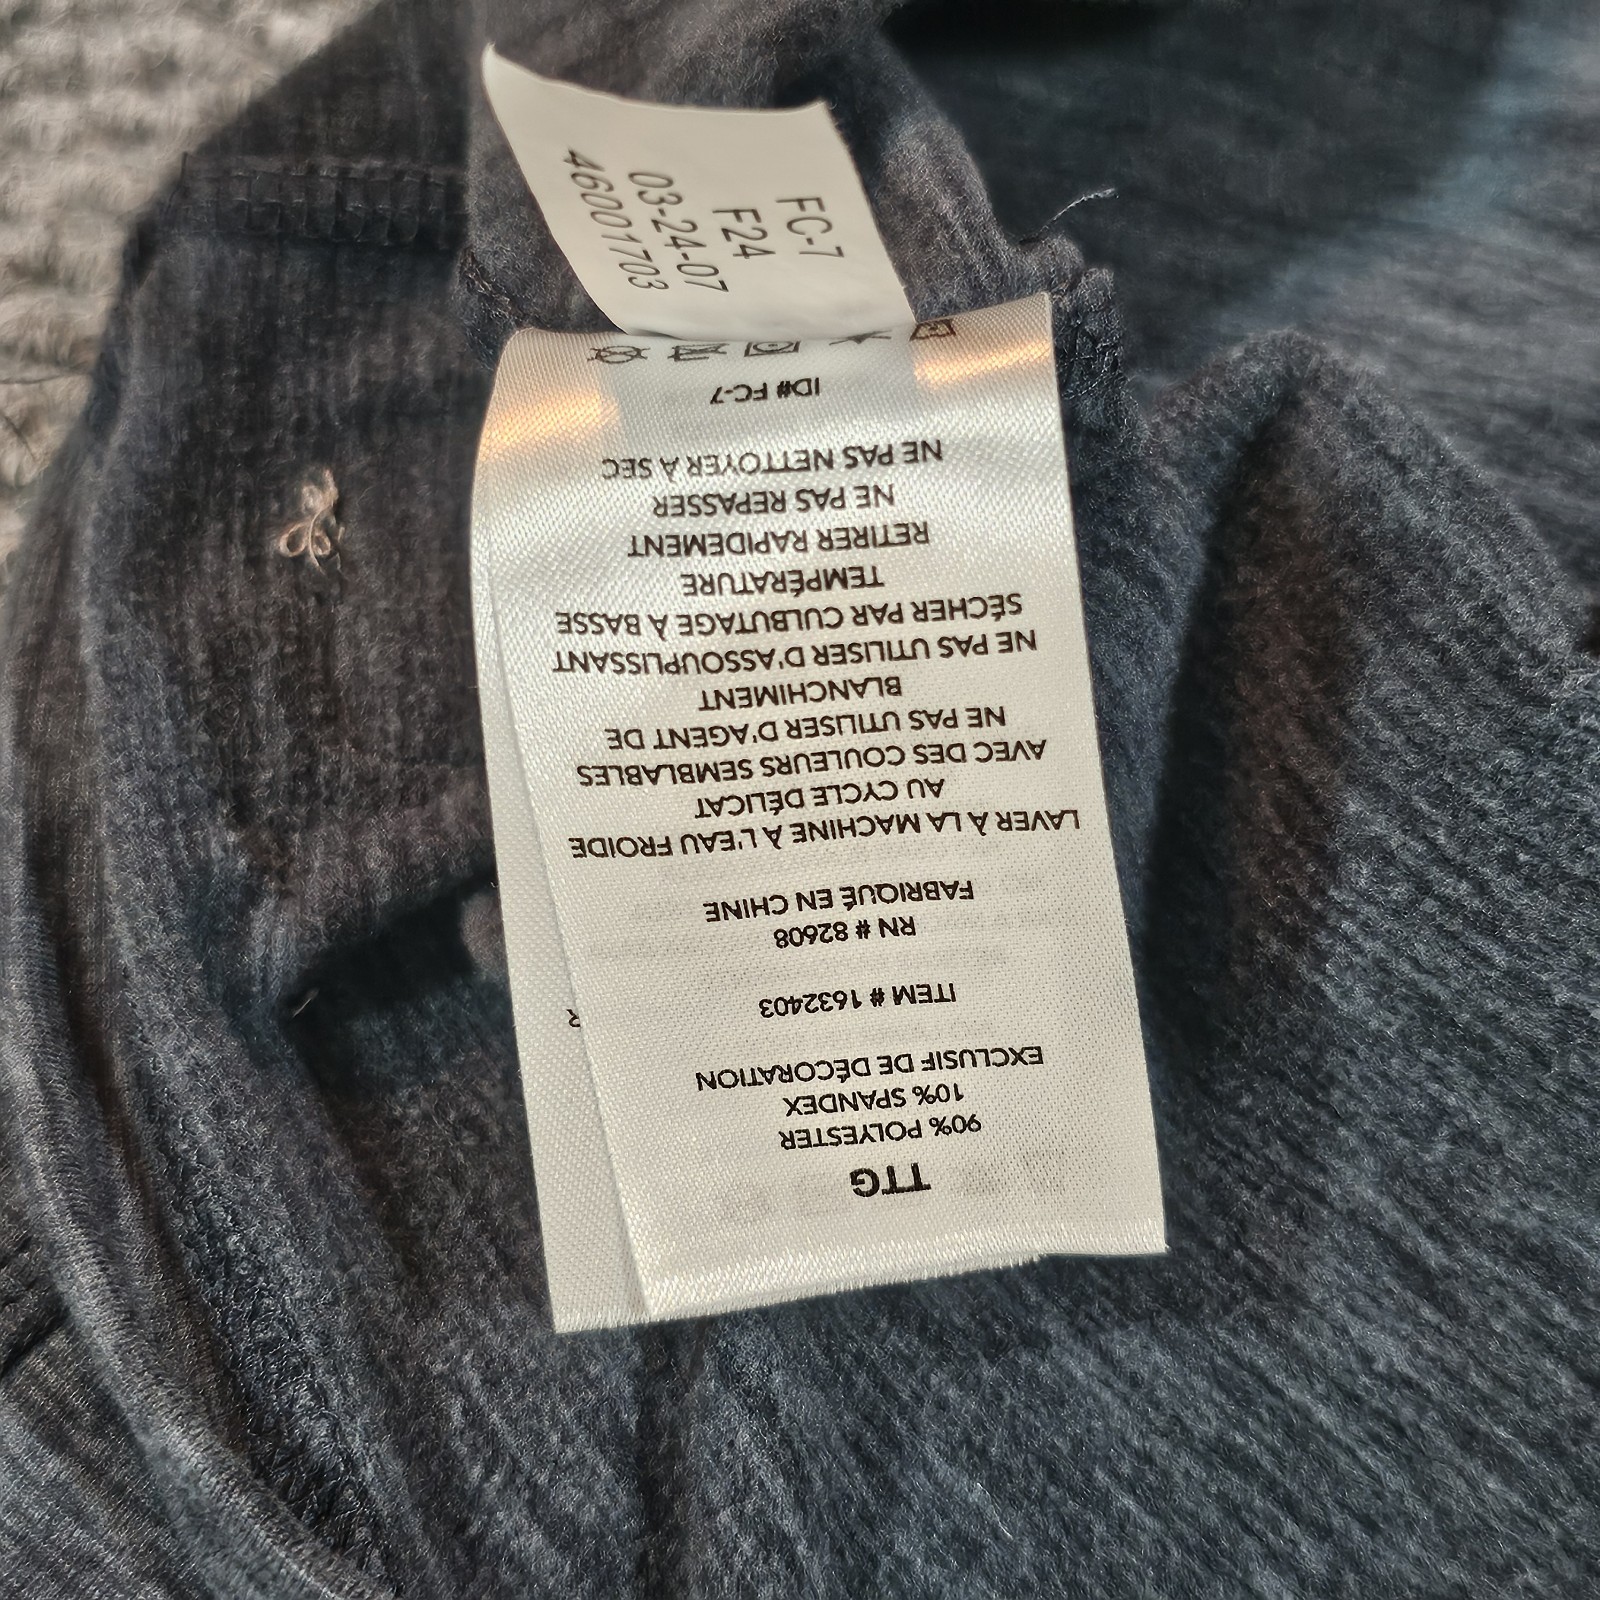 TTG
90% POLYESTER
10% SPANDEX
EXCLUSIF DE DÉCORATION
ITEM # 1632403
RN # 82608
FABRIQUÉ EN CHINE
LAVER À LA MACHINE À L'EAU FROIDE
AU CYCLE DÉLICAT
AVEC DES COULEURS SEMBLABLES
NE PAS UTILISER D'AGENT DE
BLANCHIMENT
NE PAS UTILISER D'ASSOUPLISSANT
SÉCHER PAR CULBUTAGE À BASSE
TEMPÉRATURE
RETIRER RAPIDEMENT
NE PAS REPASSER
NE PAS NETTOYER À SEC
ID# FC-7
FC-7
F24
03-24-07
46001703
R